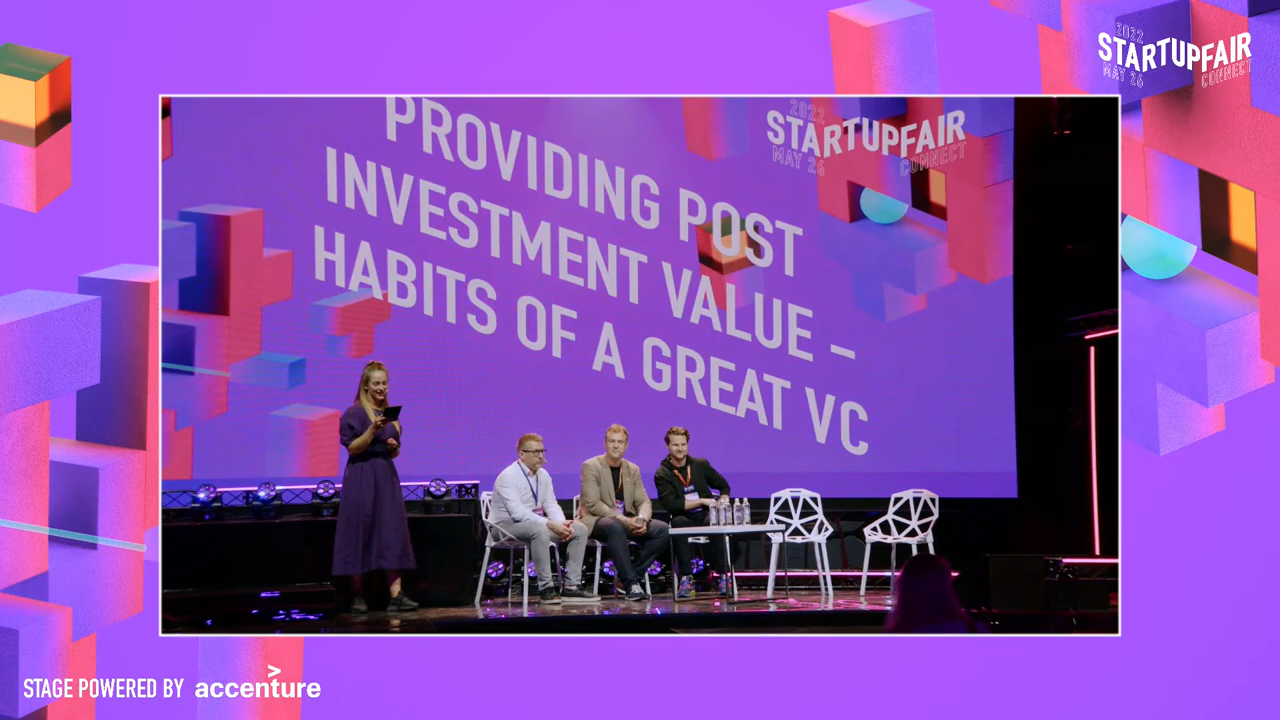 2022
STARTUPFAIR
MAY 26 CONNECT
PROVIDING POST
INVESTMENT VALUE –
HABITS OF A GREAT VC
2022
STARTUPFAIR
MAY 26 CONNECT
STAGE POWERED BY accenture